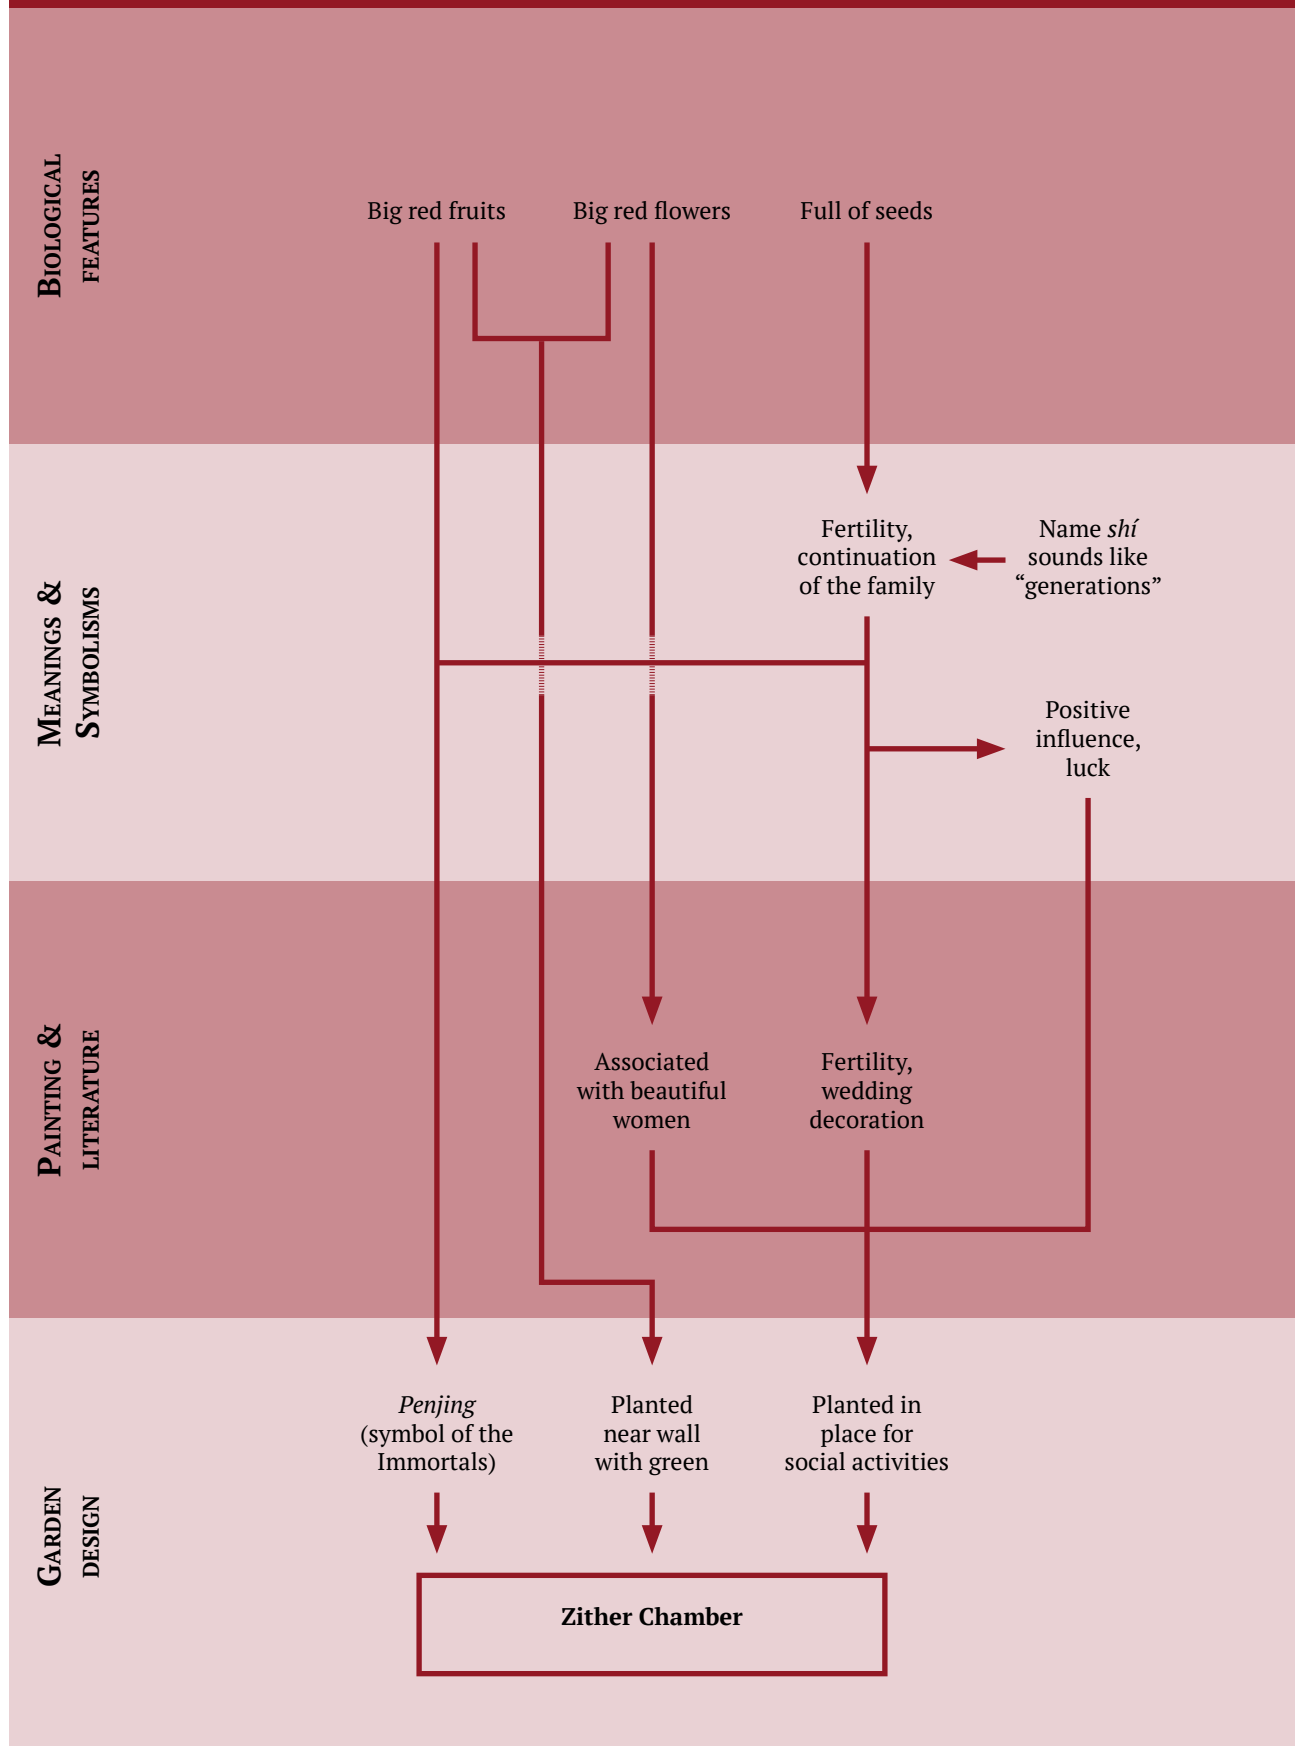 Biological
features
Big red fruits
Big red flowers
Full of seeds
Meanings &
Symbolisms
Fertility,
continuation
of the family
Name shí
sounds like
“generations”
Positive
influence,
luck
Painting &
literature
Associated
with beautiful
women
Fertility,
wedding
decoration
Garden
design
Penjing
(symbol of the
Immortals)
Planted
near wall
with green
Planted in
place for
social activities
Zither Chamber